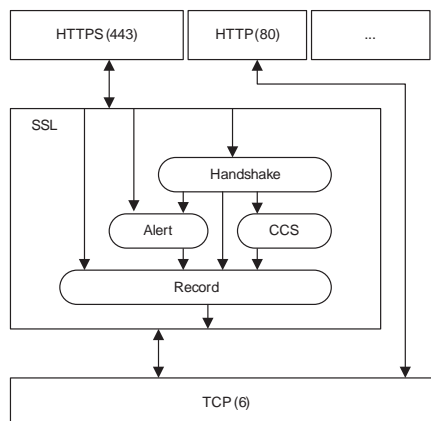 HTTPS (443)
HTTP (80)
...
SSL
Handshake
Alert
CCS
Record
TCP (6)